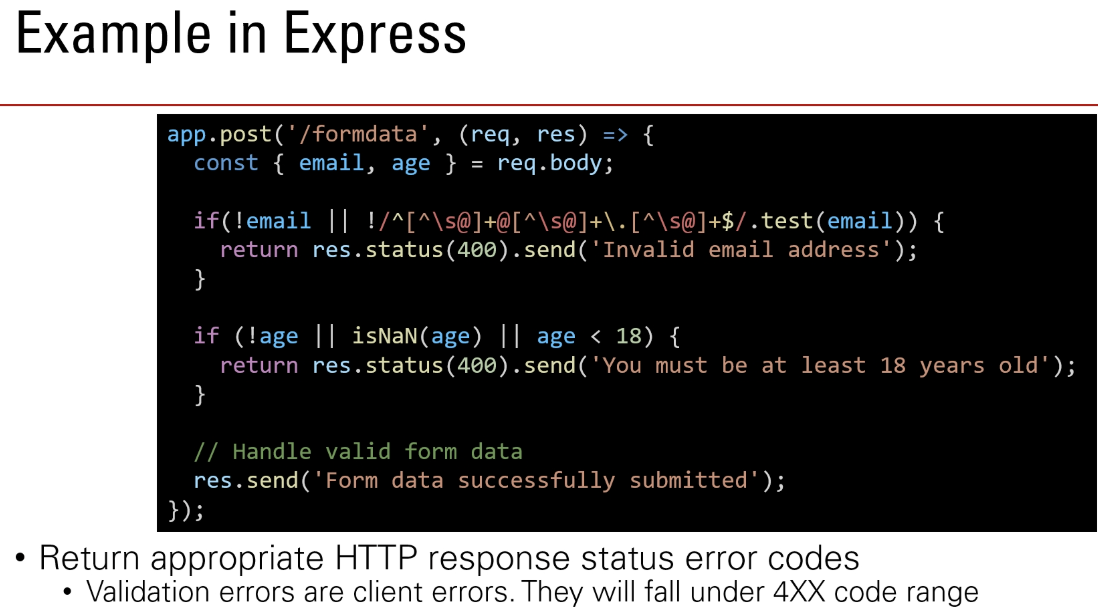 Example in Express
app.post('/formdata', (req, res) => {
const { email, age } = req.body;
if(!email || !/^[^\s@]+@[^\s@]+\.[^\s@]+$/.test(email)) {
return res.status(400).send('Invalid email address');
}
if (!age || isNaN(age) || age < 18) {
return res.status(400).send('You must be at least 18 years old');
}
// Handle valid form data
res.send('Form data successfully submitted');
});
• Return appropriate HTTP response status error codes
• Validation errors are client errors. They will fall under 4XX code range